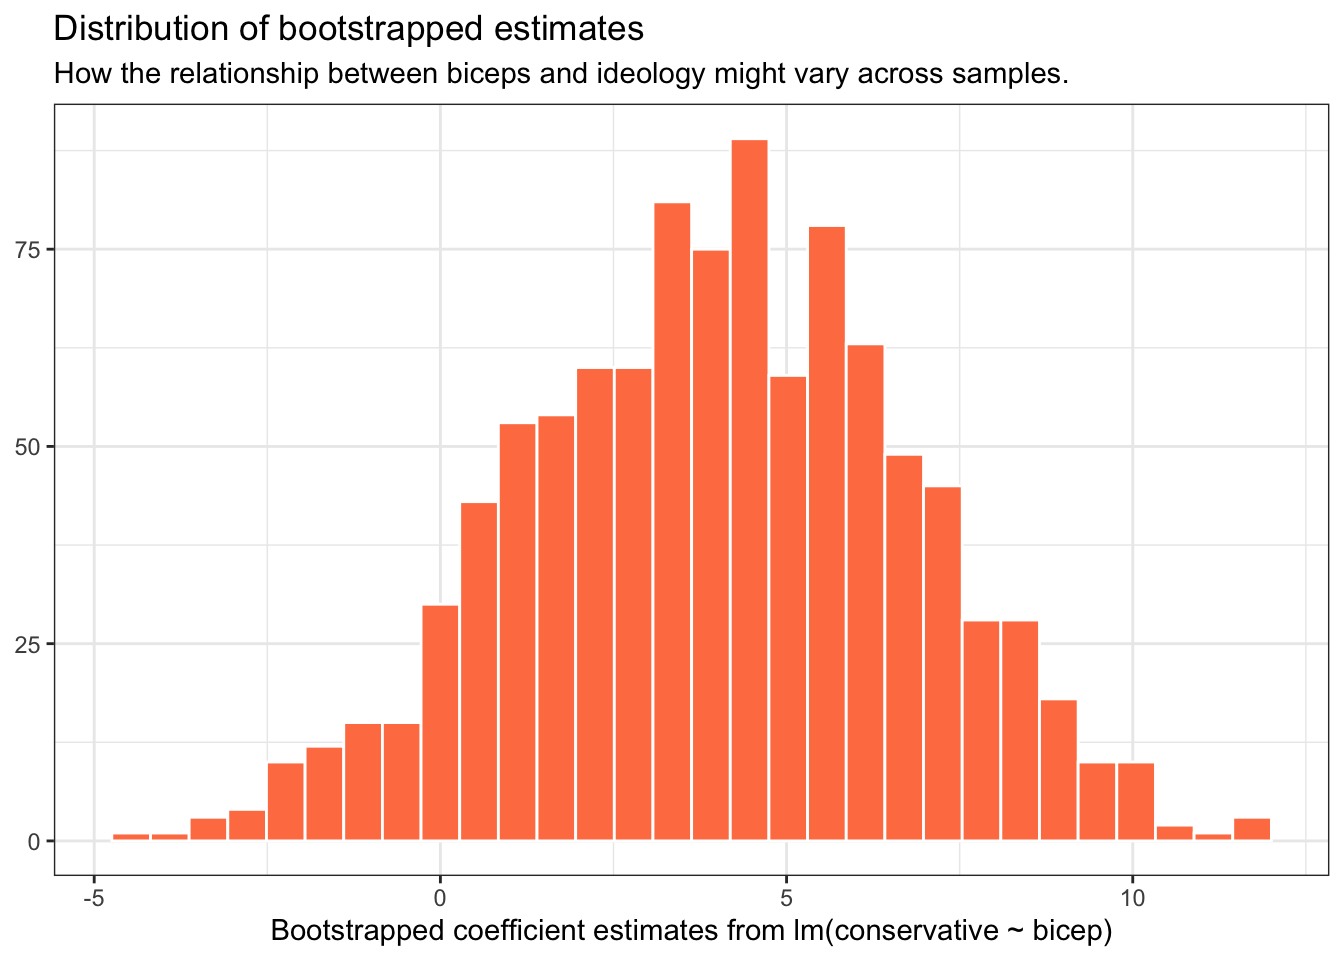 Distribution of bootstrapped estimates
How the relationship between biceps and ideology might vary across samples.
75
50
25
0
-5 0 5 10
Bootstrapped coefficient estimates from lm(conservative ~ bicep)